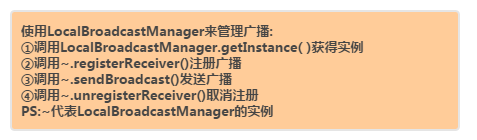 使用LocalBroadcastManager来管理广播:
①调用LocalBroadcastManager.getInstance( )获得实例
②调用~.registerReceiver()注册广播
③调用~.sendBroadcast()发送广播
④调用~.unregisterReceiver()取消注册
PS:~代表LocalBroadcastManager的实例